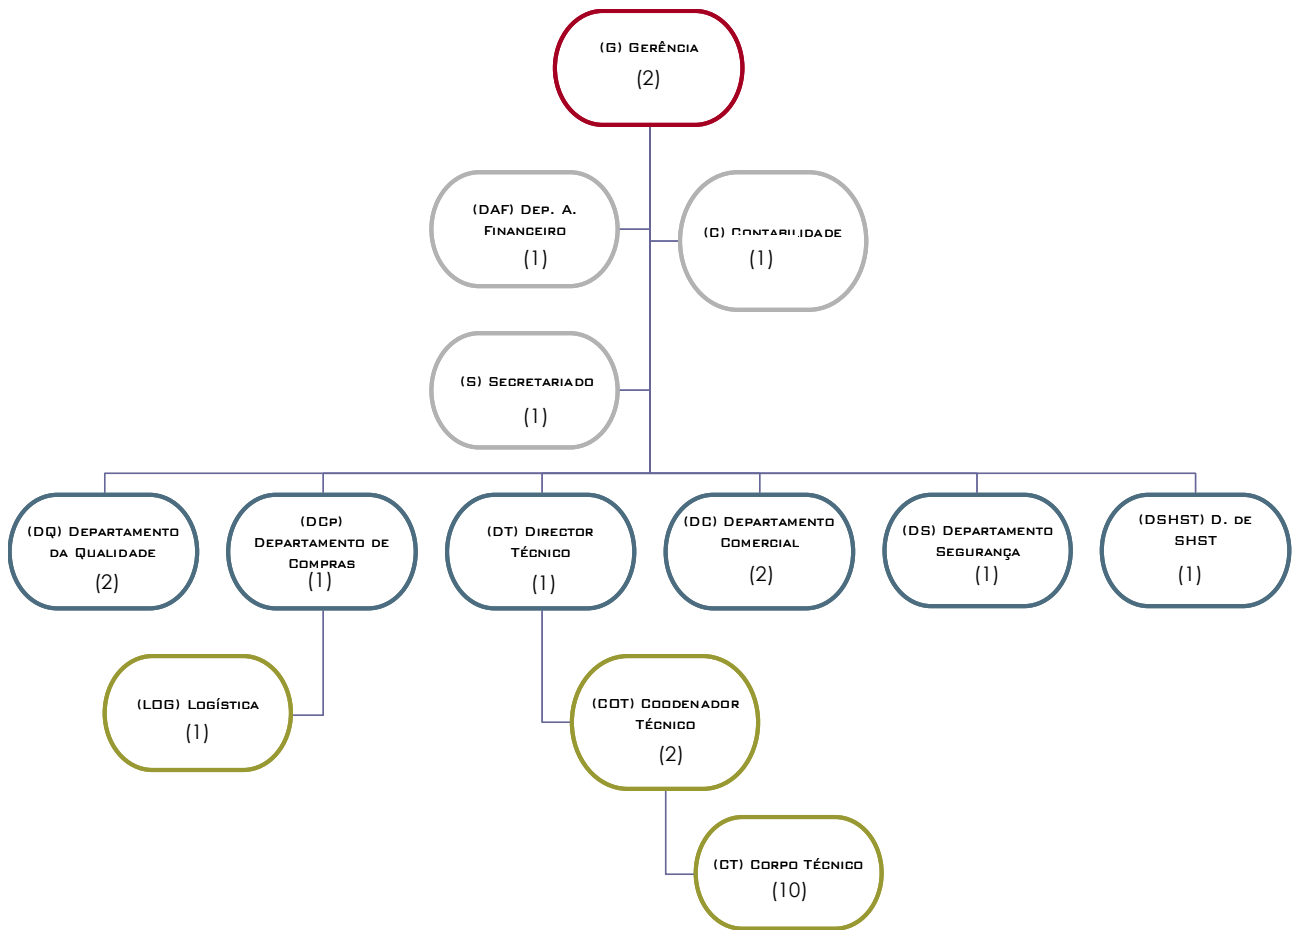 (G) Gerência
(2)
(DAF) Dep. A.
Financeiro
(1)
(C) Contabilidade
(1)
(S) Secretariado
(1)
(DQ) Departamento
da Qualidade
(2)
(DCp)
Departamento de
Compras
(1)
(DT) Director
Técnico
(1)
(DC) Departamento
Comercial
(2)
(DS) Departamento
Segurança
(1)
(DSHST) D. de
SHST
(1)
(LOG) Logística
(1)
(COT) Coodenador
Técnico
(2)
(CT) Corpo Técnico
(10)